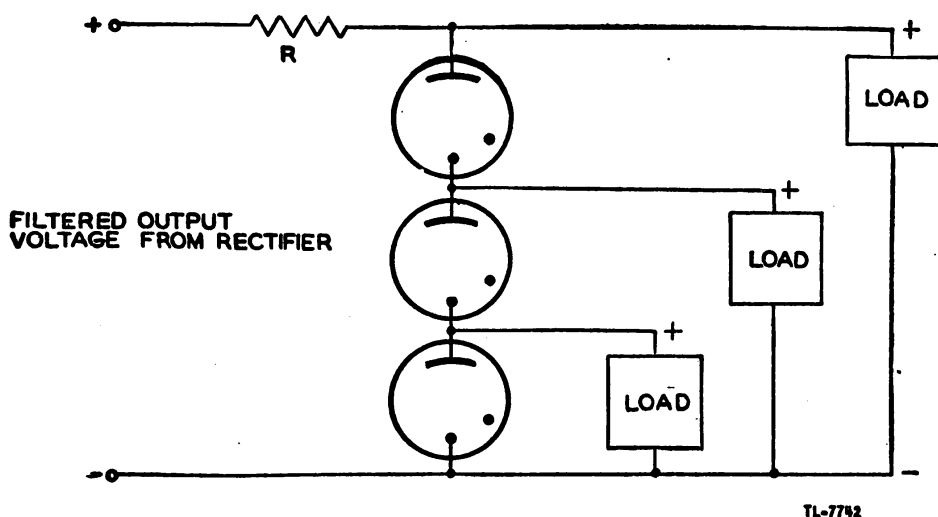 +
R
+
LOAD
+
FILTERED OUTPUT
VOLTAGE FROM RECTIFIER
LOAD
+
LOAD
-
-
TL-7742